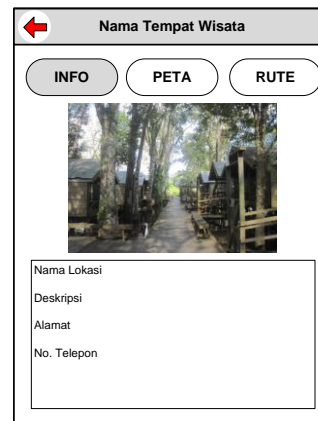 Nama Tempat Wisata
INFO PETA RUTE
Nama Lokasi
Deskripsi
Alamat
No. Telepon